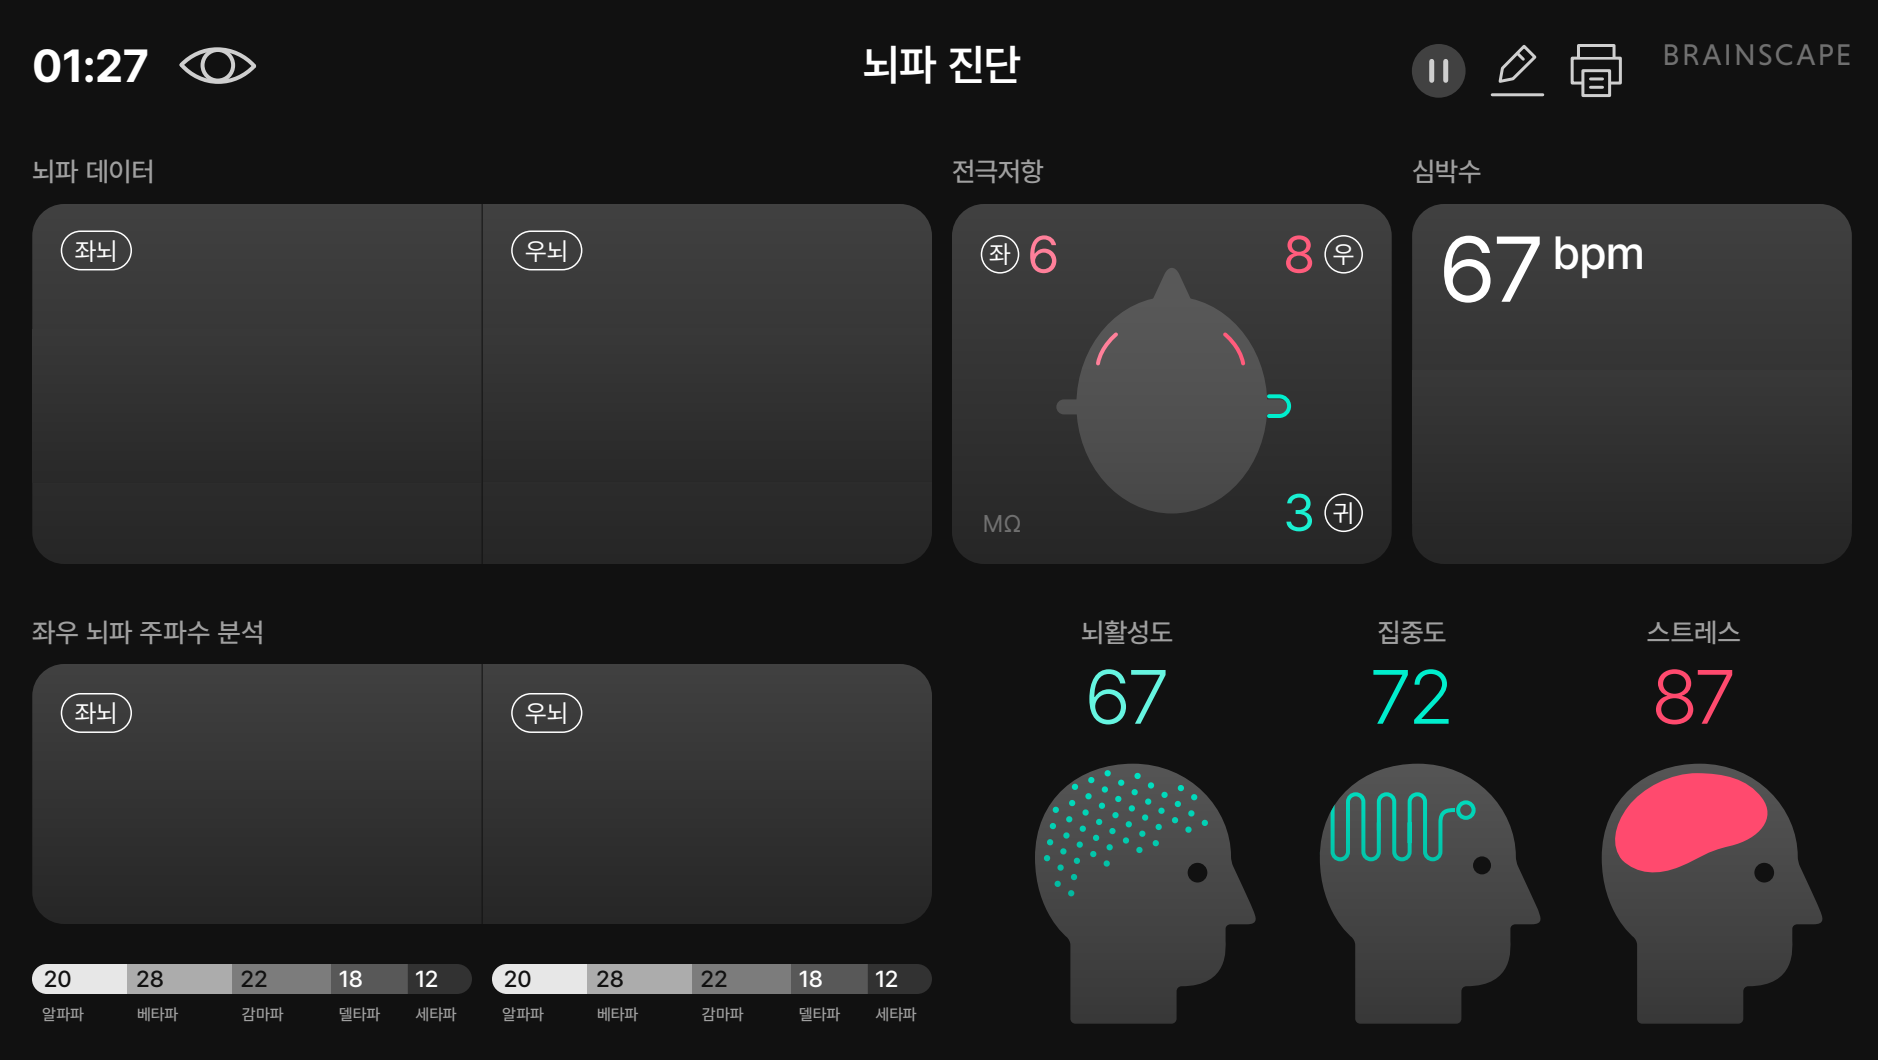 01:27
뇌파 진단
BRAINSCAPE
뇌파 데이터
좌뇌
우뇌
전극저항
좌 6
8 우
3 귀
MΩ
심박수
67 bpm
좌우 뇌파 주파수 분석
좌뇌
우뇌
20 28 22 18 12
알파파 베타파 감마파 델타파 세타파
20 28 22 18 12
알파파 베타파 감마파 델타파 세타파
뇌활성도
67
집중도
72
스트레스
87